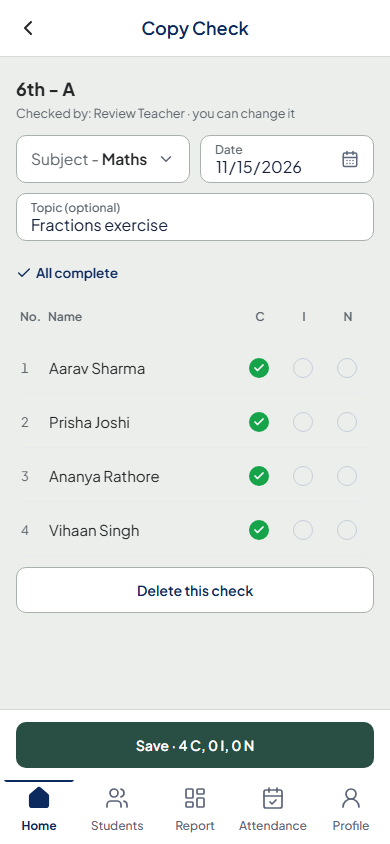 Copy Check
6th - A
Checked by: Review Teacher · you can change it
Subject - Maths
Date
11/15/2026
Topic (optional)
Fractions exercise
All complete
No. Name C I N
1 Aarav Sharma
2 Prisha Joshi
3 Ananya Rathore
4 Vihaan Singh
Delete this check
Save · 4 C, 0 I, 0 N
Home Students Report Attendance Profile